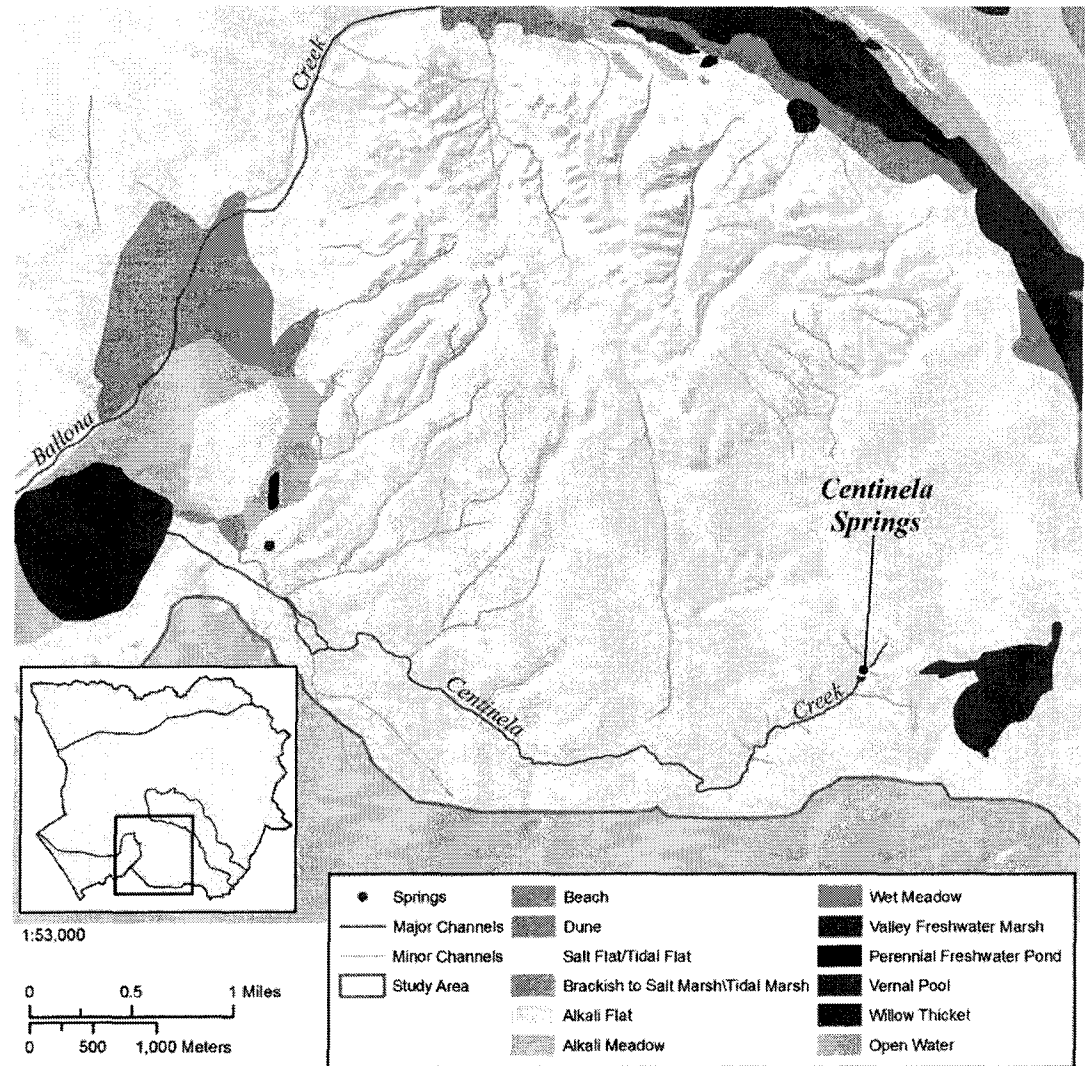 Creek
Ballona
Centinela
Springs
Centinela
Creek
1:53,000
0 0.5 1 Miles
0 500 1,000 Meters
Springs
Major Channels
Minor Channels
Study Area
Beach
Dune
Salt Flat/Tidal Flat
Brackish to Salt Marsh\Tidal Marsh
Alkali Flat
Alkali Meadow
Wet Meadow
Valley Freshwater Marsh
Perennial Freshwater Pond
Vernal Pool
Willow Thicket
Open Water